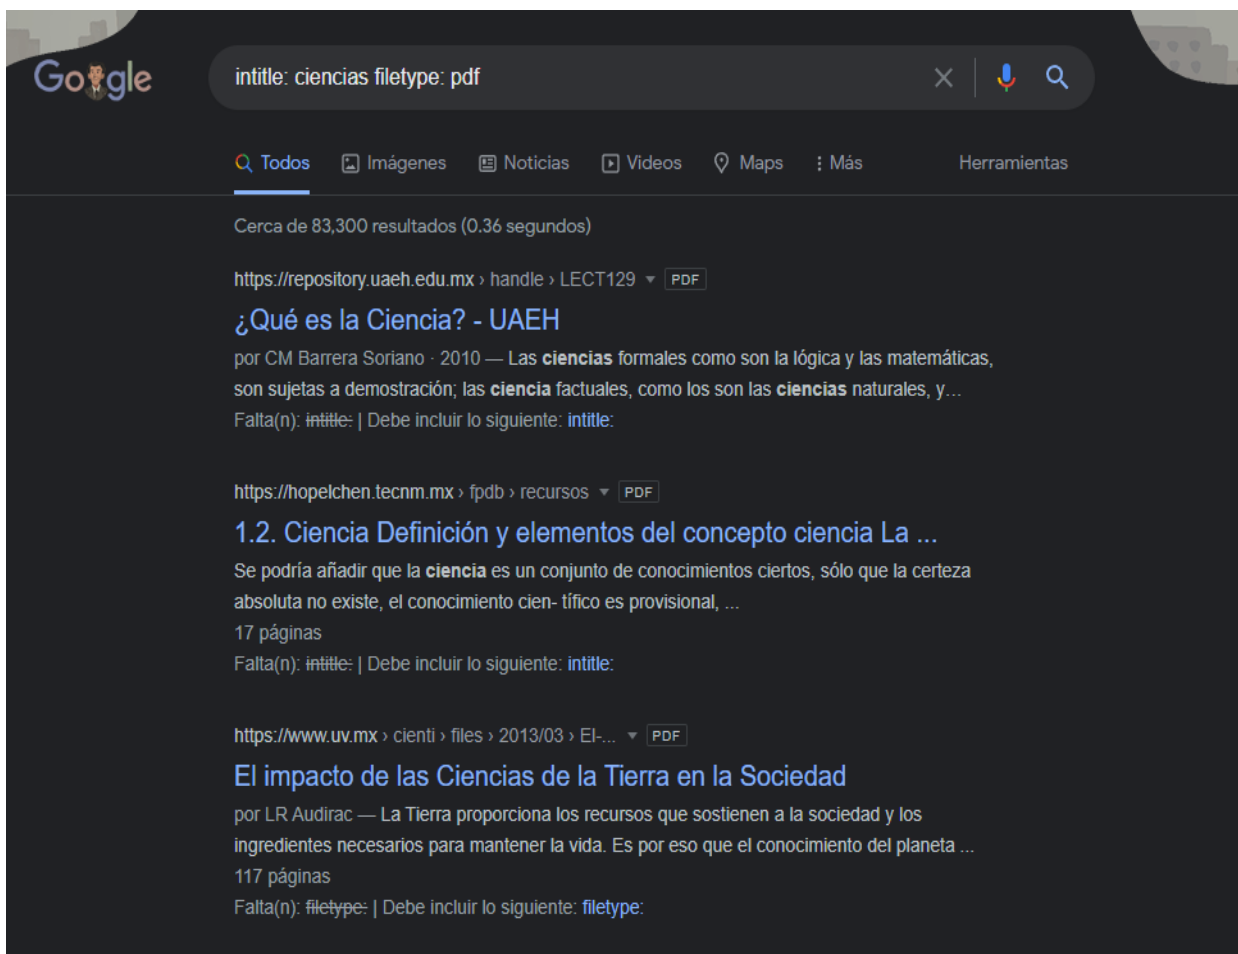 Google
intitle: ciencias filetype: pdf
Todos Imágenes Noticias Videos Maps Más Herramientas
Cerca de 83,300 resultados (0.36 segundos)
https://repository.uaeh.edu.mx › handle › LECT129 PDF
¿Qué es la Ciencia? - UAEH
por CM Barrera Soriano · 2010 — Las ciencias formales como son la lógica y las matemáticas,
son sujetas a demostración; las ciencia factuales, como los son las ciencias naturales, y...
Falta(n): intitle: | Debe incluir lo siguiente: intitle:
https://hopelchen.tecnm.mx › fpdb › recursos PDF
1.2. Ciencia Definición y elementos del concepto ciencia La ...
Se podría añadir que la ciencia es un conjunto de conocimientos ciertos, sólo que la certeza
absoluta no existe, el conocimiento cien- tífico es provisional, ...
17 páginas
Falta(n): intitle: | Debe incluir lo siguiente: intitle:
https://www.uv.mx › cienti › files › 2013/03 › El-... PDF
El impacto de las Ciencias de la Tierra en la Sociedad
por LR Audirac — La Tierra proporciona los recursos que sostienen a la sociedad y los
ingredientes necesarios para mantener la vida. Es por eso que el conocimiento del planeta ...
117 páginas
Falta(n): filetype: | Debe incluir lo siguiente: filetype: